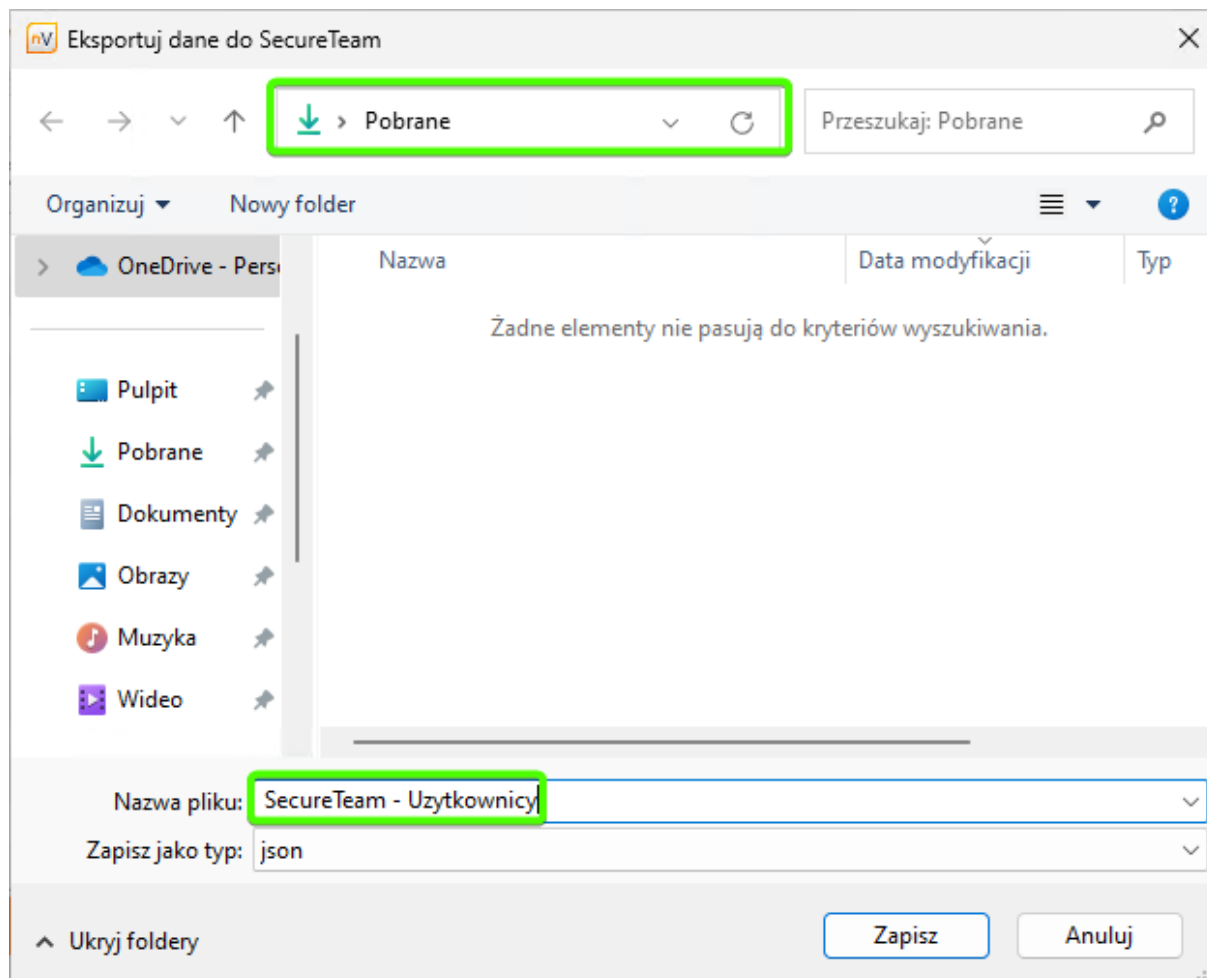 nV Eksportuj dane do SecureTeam
Pobrane
Przeszukaj: Pobrane
Organizuj
Nowy folder
?
OneDrive - Pers
Nazwa
Data modyfikacji
Typ
Żadne elementy nie pasują do kryteriów wyszukiwania.
Pulpit
Pobrane
Dokumenty
Obrazy
Muzyka
Wideo
Nazwa pliku: SecureTeam - Uzytkownicy
Zapisz jako typ: json
Ukryj foldery
Zapisz
Anuluj